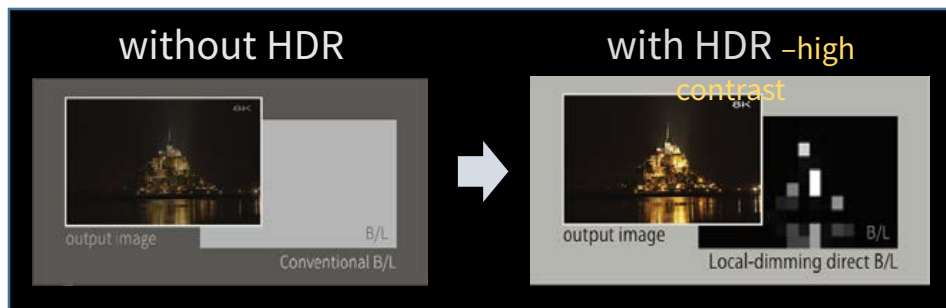 without HDR
with HDR –high
contrast
8K
output image
B/L
Conventional B/L
8K
output image
B/L
Local-dimming direct B/L